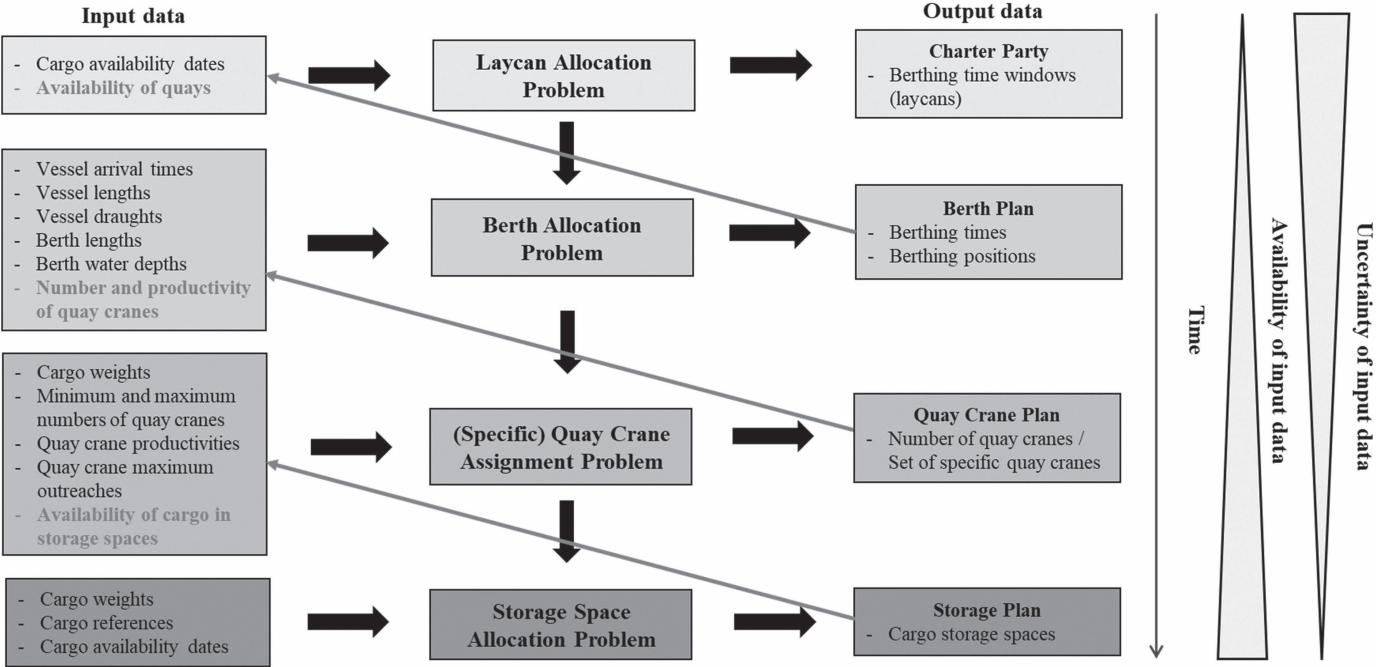 Input data
Output data
- Cargo availability dates
- Availability of quays
Laycan Allocation
Problem
Charter Party
- Berthing time windows
(laycans)
- Vessel arrival times
- Vessel lengths
- Vessel draughts
- Berth lengths
- Berth water depths
- Number and productivity
of quay cranes
Berth Allocation
Problem
Berth Plan
- Berthing times
- Berthing positions
- Cargo weights
- Minimum and maximum
numbers of quay cranes
- Quay crane productivities
- Quay crane maximum
outreaches
- Availability of cargo in
storage spaces
(Specific) Quay Crane
Assignment Problem
Quay Crane Plan
- Number of quay cranes /
Set of specific quay cranes
- Cargo weights
- Cargo references
- Cargo availability dates
Storage Space
Allocation Problem
Storage Plan
- Cargo storage spaces
Time
Availability of input data
Uncertainty of input data